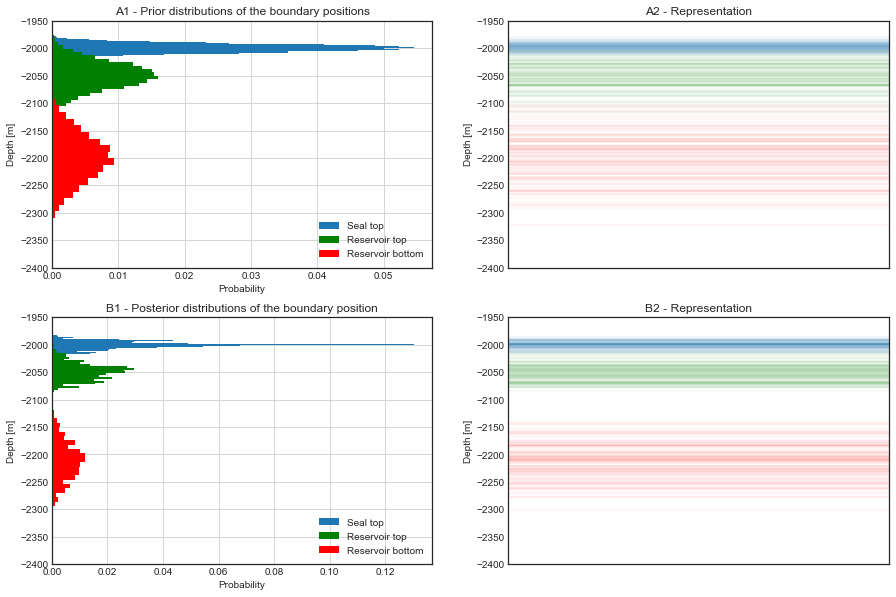 A1 - Prior distributions of the boundary positions
−1950
−2000
−2050
−2100
−2150
−2200
−2250
−2300
−2350
−2400
Depth [m]
0.00 0.01 0.02 0.03 0.04 0.05
Probability
Seal top
Reservoir top
Reservoir bottom
A2 - Representation
−1950
−2000
−2050
−2100
−2150
−2200
−2250
−2300
−2350
−2400
Depth [m]
B1 - Posterior distributions of the boundary position
−1950
−2000
−2050
−2100
−2150
−2200
−2250
−2300
−2350
−2400
Depth [m]
0.00 0.02 0.04 0.06 0.08 0.10 0.12
Probability
Seal top
Reservoir top
Reservoir bottom
B2 - Representation
−1950
−2000
−2050
−2100
−2150
−2200
−2250
−2300
−2350
−2400
Depth [m]